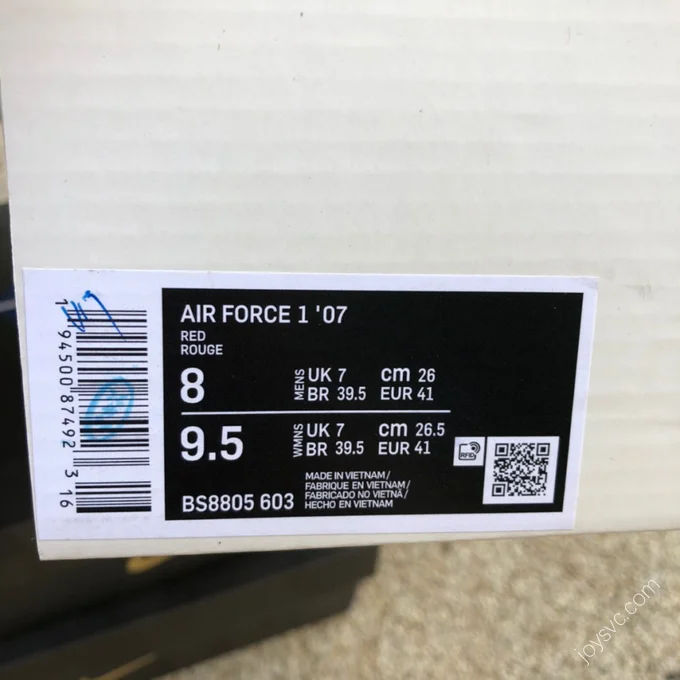 AIR FORCE 1 '07
RED
ROUGE
8
MENS
UK 7 cm 26
BR 39.5 EUR 41
9.5
WMNS
UK 7 cm 26.5
BR 39.5 EUR 41
RFID
BS8805 603
MADE IN VIETNAM /
FABRIQUE EN VIETNAM /
FABRICADO NO VIETNÃ /
HECHO EN VIETNAM
1 94500 87492 3 16
joysvc.com